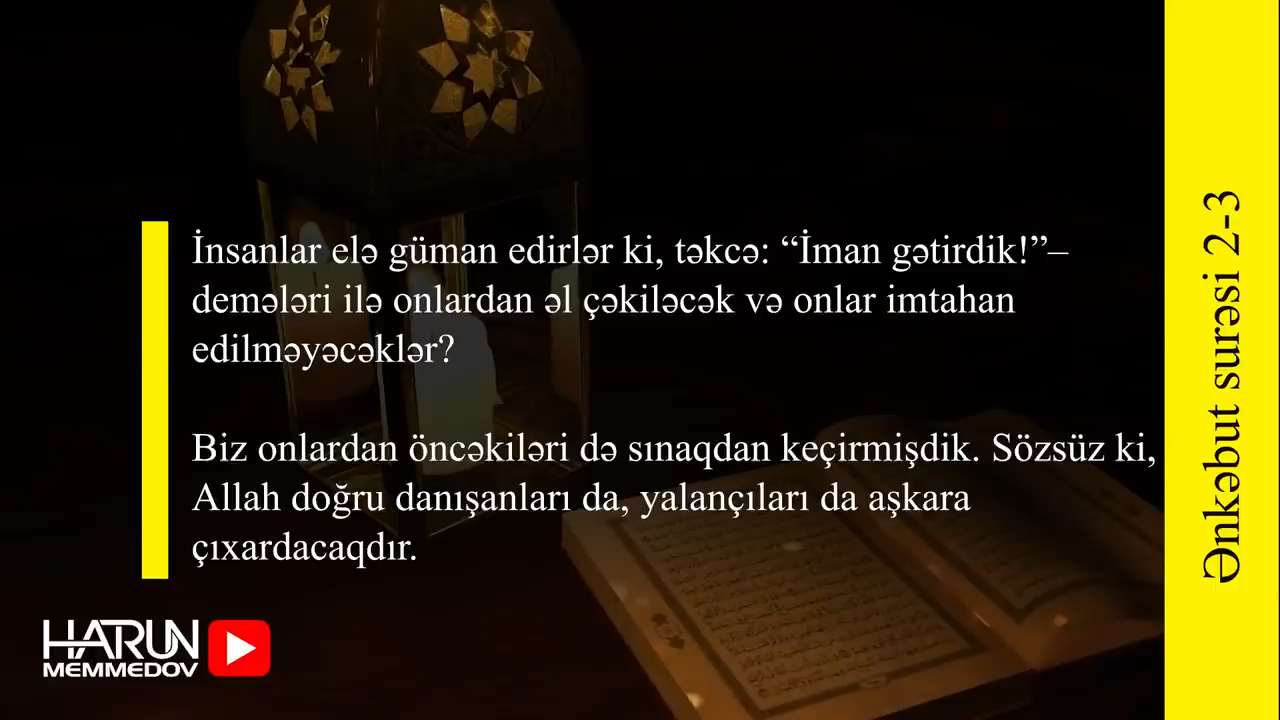 İnsanlar elə güman edirlər ki, təkcə: “İman gətirdik!”–
demələri ilə onlardan əl çəkiləcək və onlar imtahan
edilməyəcəklər?
Biz onlardan öncəkiləri də sınaqdan keçirmişdik. Sözsüz ki,
Allah doğru danışanları da, yalançıları da aşkara
çıxardacaqdır.
Ənkəbut surəsi 2-3
HARUN
MEMMEDOV